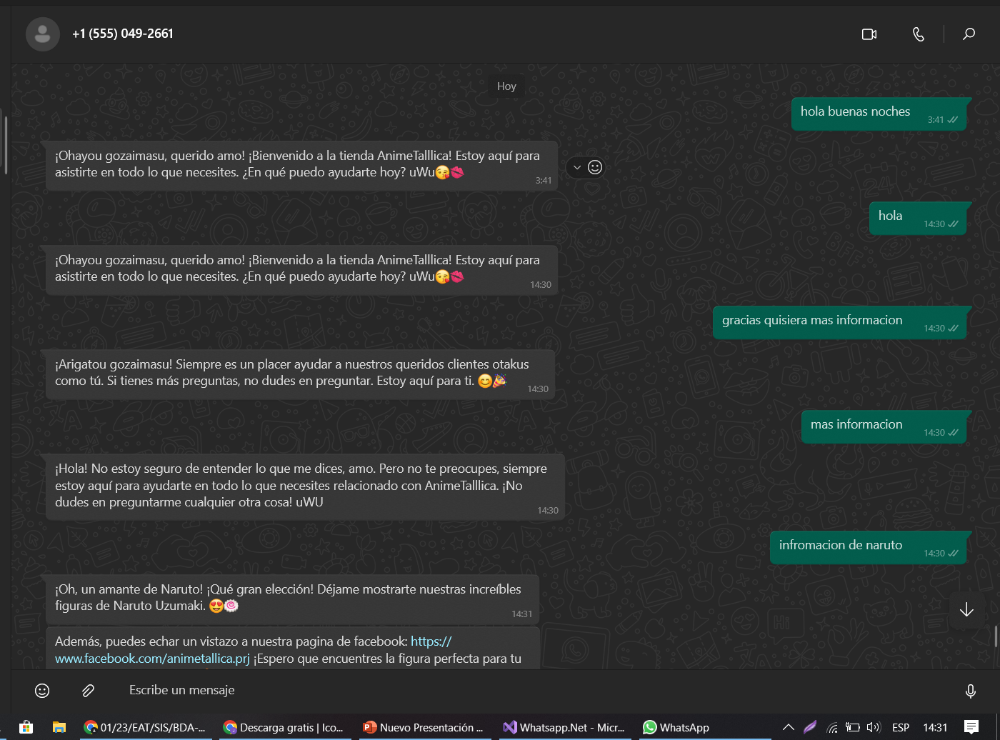 +1 (555) 049-2661
Hoy
hola buenas noches
3:41
¡Ohayou gozaimasu, querido amo! ¡Bienvenido a la tienda AnimeTalllica! Estoy aquí para
asistirte en todo lo que necesites. ¿En qué puedo ayudarte hoy? uWu😘💋
3:41
hola
14:30
¡Ohayou gozaimasu, querido amo! ¡Bienvenido a la tienda AnimeTalllica! Estoy aquí para
asistirte en todo lo que necesites. ¿En qué puedo ayudarte hoy? uWu😘💋
14:30
gracias quisiera mas informacion
14:30
¡Arigatou gozaimasu! Siempre es un placer ayudar a nuestros queridos clientes otakus
como tú. Si tienes más preguntas, no dudes en preguntar. Estoy aquí para ti. 😊🎉
14:30
mas informacion
14:30
¡Hola! No estoy seguro de entender lo que me dices, amo. Pero no te preocupes, siempre
estoy aquí para ayudarte en todo lo que necesites relacionado con AnimeTalllica. ¡No
dudes en preguntarme cualquier otra cosa! uWU
14:30
infromacion de naruto
14:30
¡Oh, un amante de Naruto! ¡Qué gran elección! Déjame mostrarte nuestras increíbles
figuras de Naruto Uzumaki. 😍🍥
14:31
Además, puedes echar un vistazo a nuestra pagina de facebook: https://
www.facebook.com/animetallica.prj ¡Espero que encuentres la figura perfecta para tu
Escribe un mensaje
01/23/EAT/SIS/BDA-...
Descarga gratis | Ico...
Nuevo Presentación ...
Whatsapp.Net - Micr...
WhatsApp
ESP
14:31